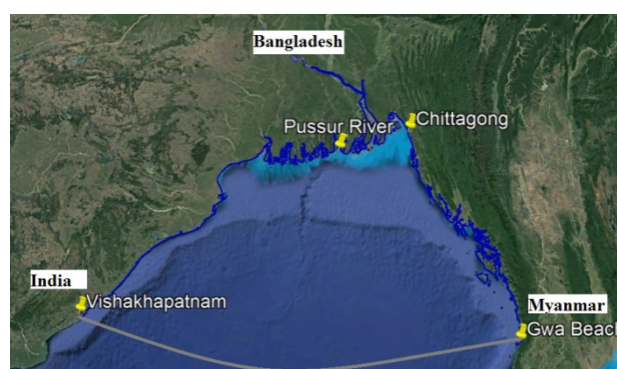 Bangladesh
Chittagong
Pussur River
India
Vishakhapatnam
Myanmar
Gwa Beach